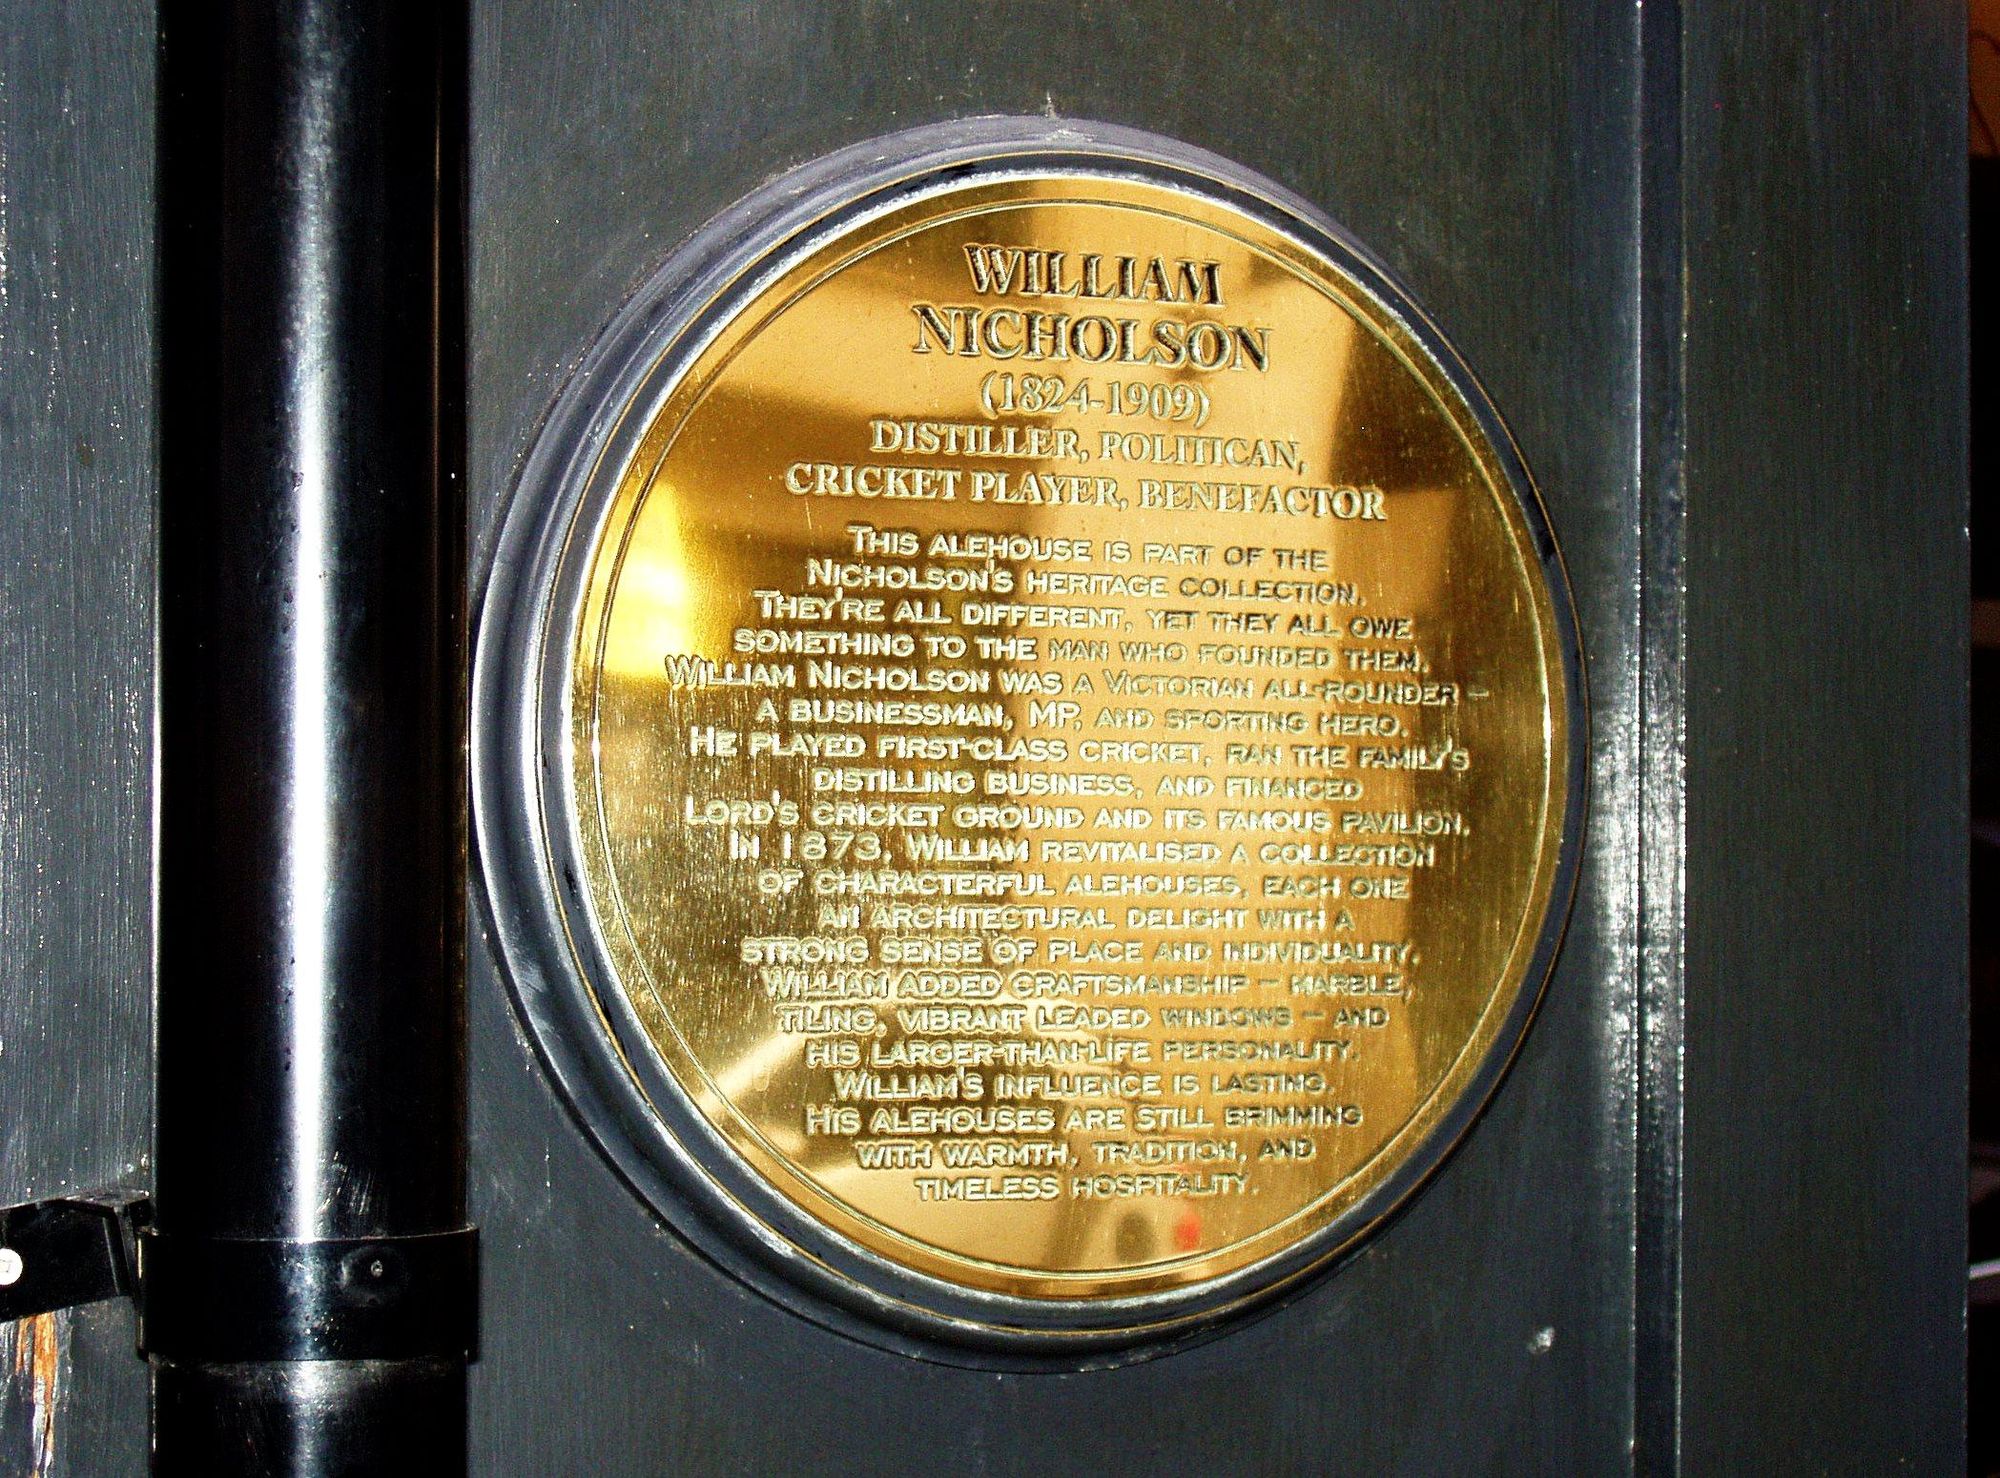 WILLIAM
NICHOLSON
(1824-1909)
DISTILLER, POLITICAN,
CRICKET PLAYER, BENEFACTOR
THIS ALEHOUSE IS PART OF THE
NICHOLSON'S HERITAGE COLLECTION.
THEY'RE ALL DIFFERENT, YET THEY ALL OWE
SOMETHING TO THE MAN WHO FOUNDED THEM.
WILLIAM NICHOLSON WAS A VICTORIAN ALL-ROUNDER –
A BUSINESSMAN, MP, AND SPORTING HERO.
HE PLAYED FIRST-CLASS CRICKET, RAN THE FAMILY'S
DISTILLING BUSINESS, AND FINANCED
LORD'S CRICKET GROUND AND ITS FAMOUS PAVILION.
IN 1873, WILLIAM REVITALISED A COLLECTION
OF CHARACTERFUL ALEHOUSES, EACH ONE
AN ARCHITECTURAL DELIGHT WITH A
STRONG SENSE OF PLACE AND INDIVIDUALITY.
WILLIAM ADDED CRAFTSMANSHIP – MARBLE,
TILING, VIBRANT LEADED WINDOWS – AND
HIS LARGER-THAN-LIFE PERSONALITY.
WILLIAM'S INFLUENCE IS LASTING.
HIS ALEHOUSES ARE STILL BRIMMING
WITH WARMTH, TRADITION, AND
TIMELESS HOSPITALITY.